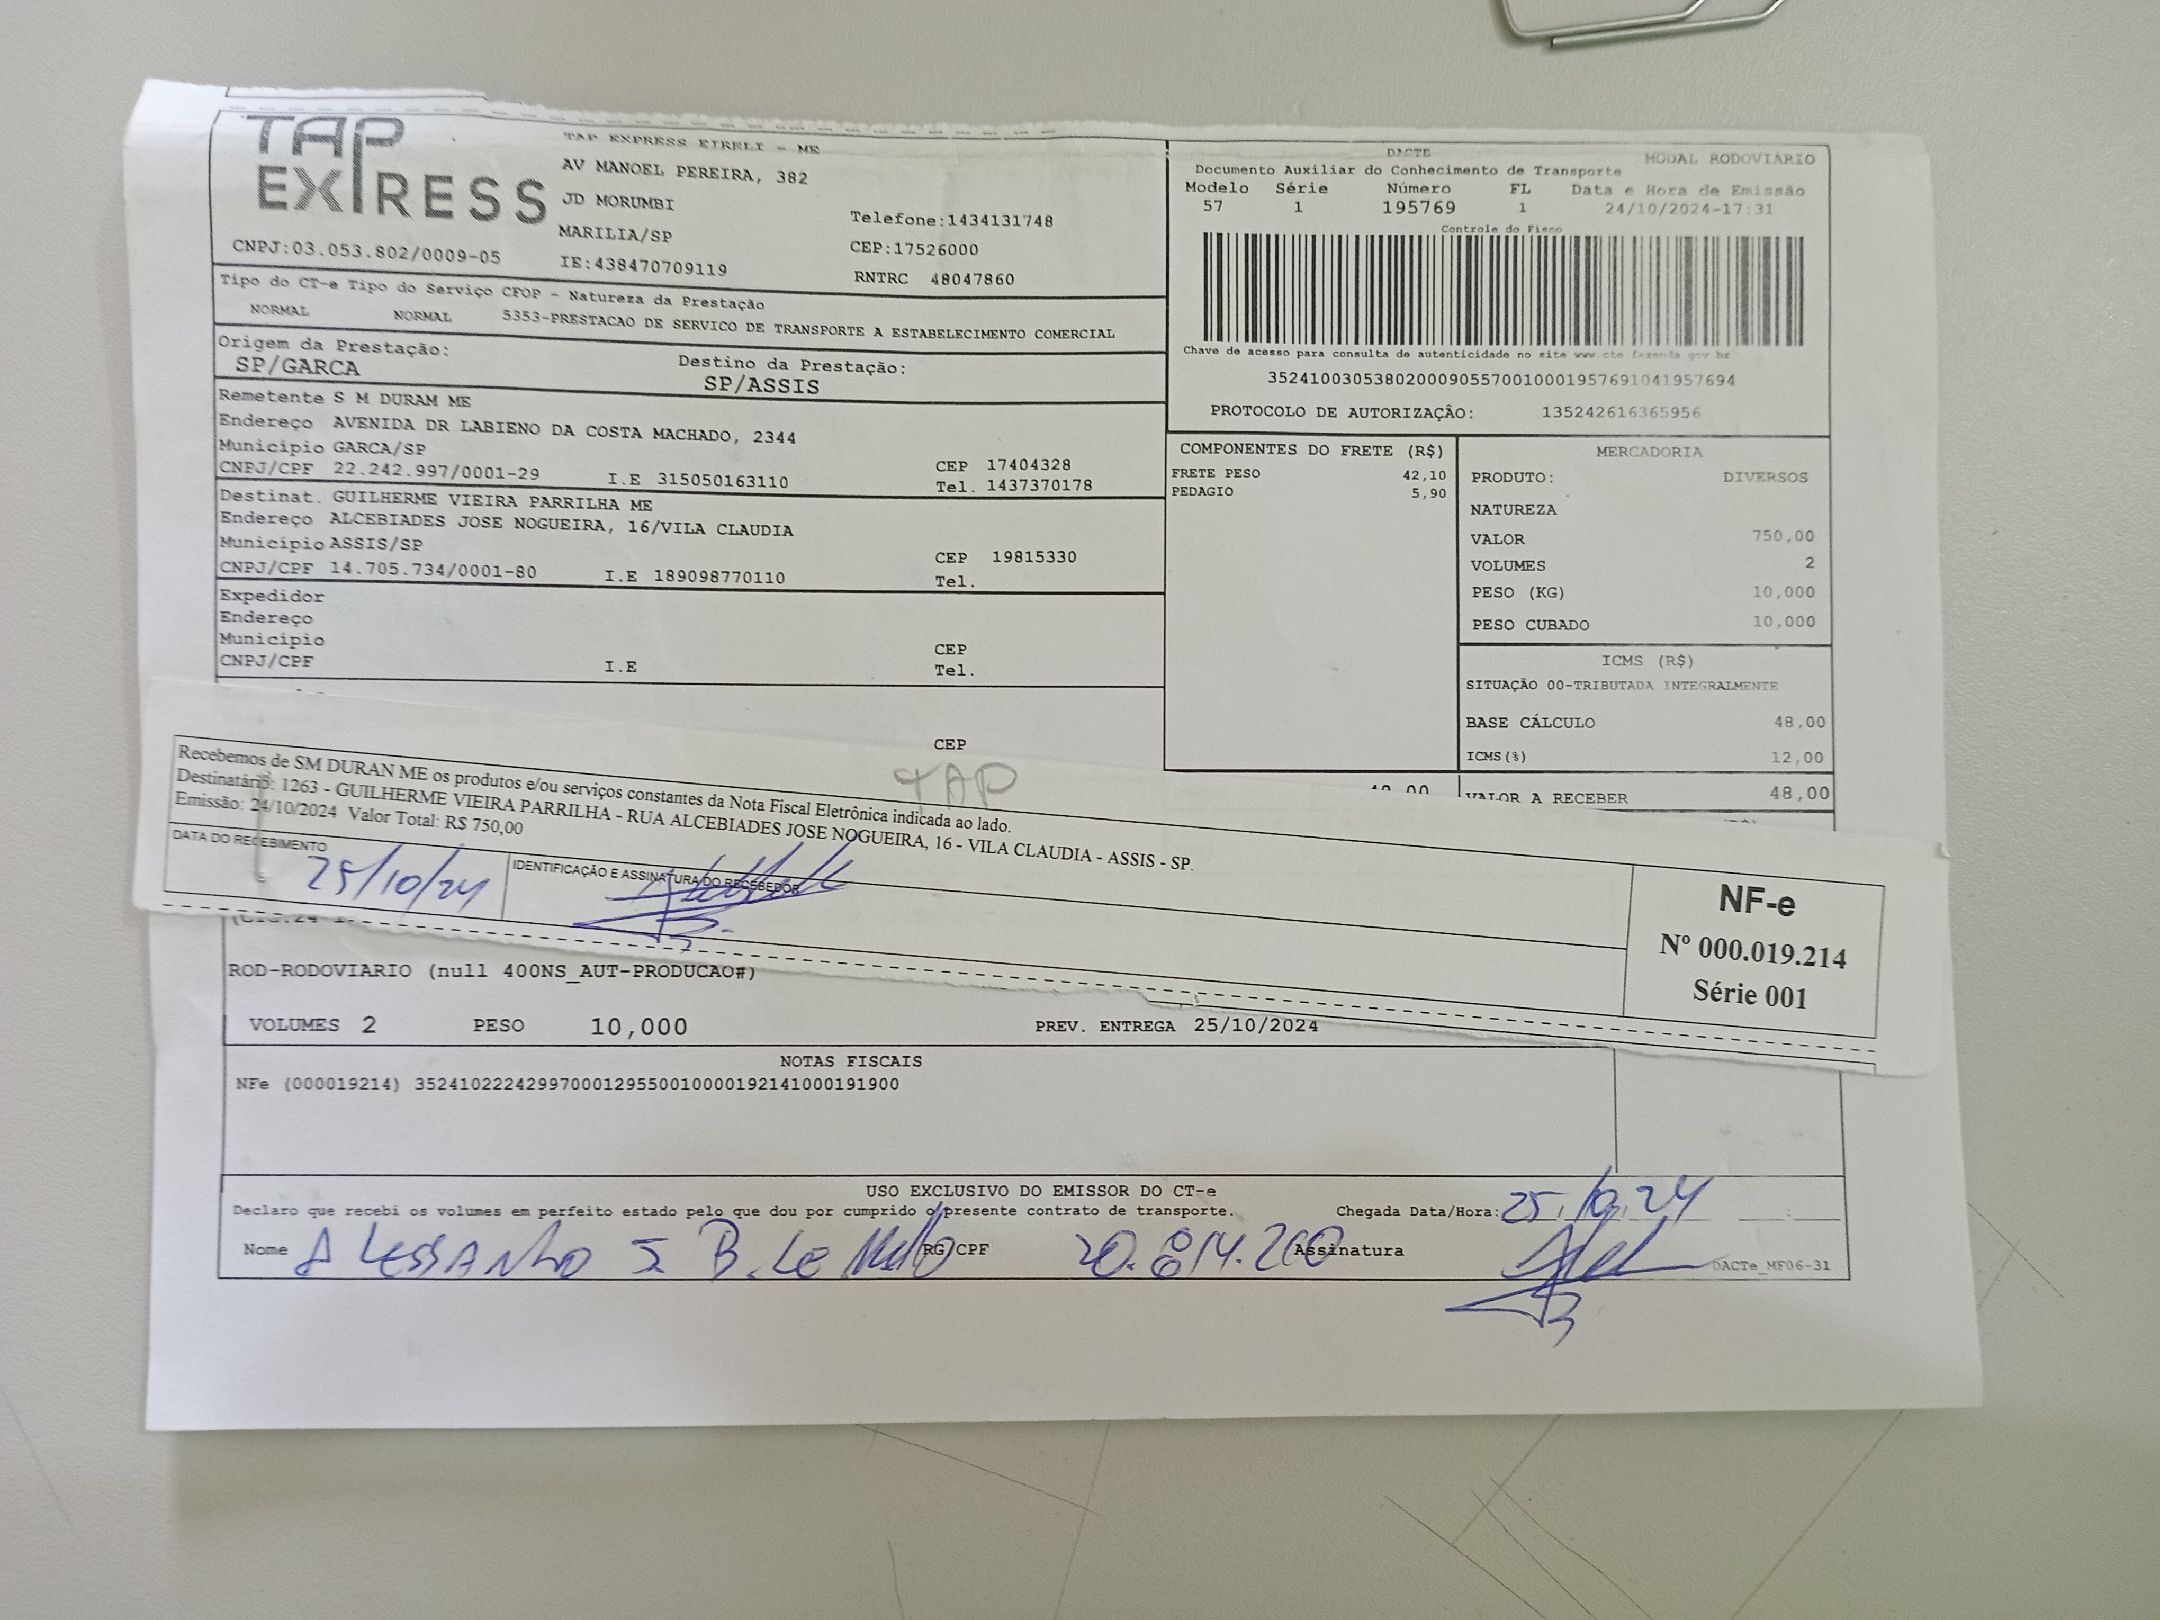 TAP EXPRESS
TAP EXPRESS EIRELI - ME
AV MANOEL PEREIRA, 382
JD MORUMBI
MARILIA/SP
Telefone:1434131748
CEP:17526000
CNPJ:03.053.802/0009-05
IE:438470709119
RNTRC 48047860
DACTE MODAL RODOVIÁRIO
Documento Auxiliar do Conhecimento de Transporte
Modelo Série Número FL Data e Hora de Emissão
57 1 195769 1 24/10/2024-17:31
Controle do Fisco
Chave de acesso para consulta de autenticidade no site www.cte.fazenda.gov.br
35241003053802000905570010001957691041957694
PROTOCOLO DE AUTORIZAÇÃO: 135242616365956
Tipo do CT-e Tipo do Serviço CFOP - Natureza da Prestação
NORMAL NORMAL 5353-PRESTACAO DE SERVICO DE TRANSPORTE A ESTABELECIMENTO COMERCIAL
Origem da Prestação: Destino da Prestação:
SP/GARCA SP/ASSIS
Remetente S M DURAM ME
Endereço AVENIDA DR LABIENO DA COSTA MACHADO, 2344
Município GARCA/SP CEP 17404328
CNPJ/CPF 22.242.997/0001-29 I.E 315050163110 Tel. 1437370178
Destinat. GUILHERME VIEIRA PARRILHA ME
Endereço ALCEBIADES JOSE NOGUEIRA, 16/VILA CLAUDIA
Município ASSIS/SP CEP 19815330
CNPJ/CPF 14.705.734/0001-80 I.E 189098770110 Tel.
Expedidor
Endereço
Município CEP
CNPJ/CPF I.E Tel.
CEP
COMPONENTES DO FRETE (R$)
FRETE PESO 42,10
PEDAGIO 5,90
MERCADORIA
PRODUTO: DIVERSOS
NATUREZA
VALOR 750,00
VOLUMES 2
PESO (KG) 10,000
PESO CUBADO 10,000
ICMS (R$)
SITUAÇÃO 00-TRIBUTADA INTEGRALMENTE
BASE CÁLCULO 48,00
ICMS(%) 12,00
VALOR A RECEBER 48,00
TAP
Recebemos de SM DURAN ME os produtos e/ou serviços constantes da Nota Fiscal Eletrônica indicada ao lado.
Destinatário: 1263 - GUILHERME VIEIRA PARRILHA - RUA ALCEBIADES JOSE NOGUEIRA, 16 - VILA CLAUDIA - ASSIS - SP.
Emissão: 24/10/2024 Valor Total: R$ 750,00
DATA DO RECEBIMENTO IDENTIFICAÇÃO E ASSINATURA DO RECEBEDOR
25/10/24
NF-e
Nº 000.019.214
Série 001
ROD-RODOVIARIO (null 400NS_AUT-PRODUCAO#)
VOLUMES 2 PESO 10,000 PREV. ENTREGA 25/10/2024
NOTAS FISCAIS
NFe (000019214) 35241022242997000129550010000192141000191900
USO EXCLUSIVO DO EMISSOR DO CT-e
Declaro que recebi os volumes em perfeito estado pelo que dou por cumprido o presente contrato de transporte. Chegada Data/Hora: 25/10/24
Nome RG/CPF 20.814.200 Assinatura
DACTe_MF06-31